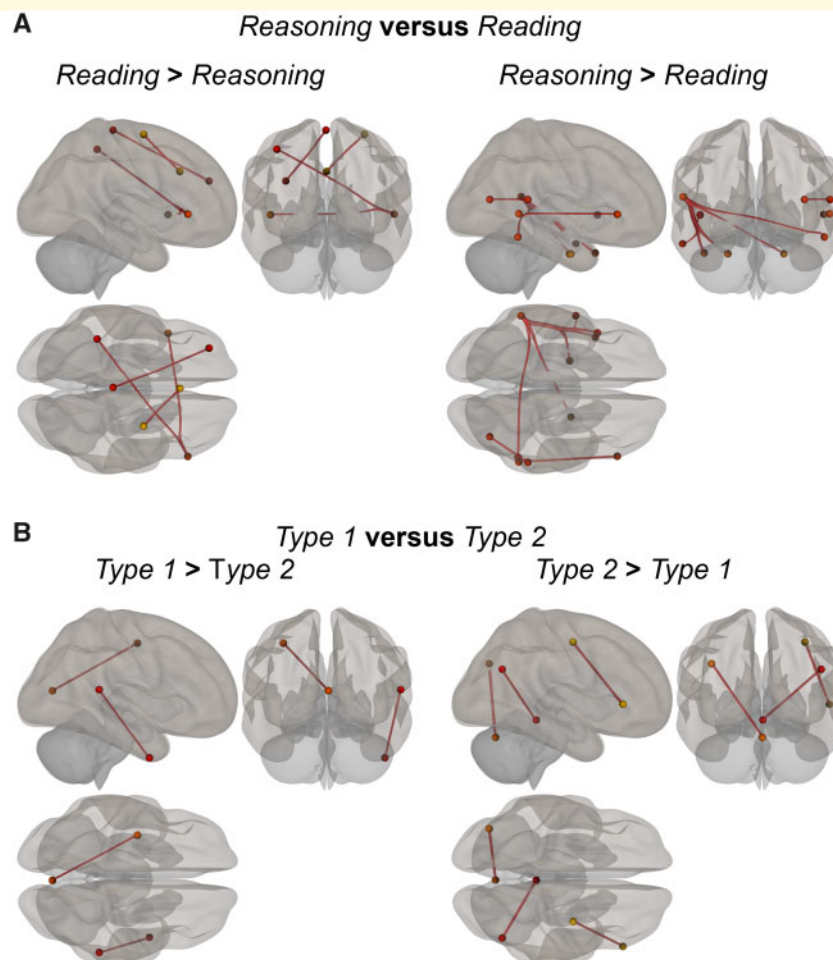 A
Reasoning versus Reading
Reading > Reasoning
Reasoning > Reading
B
Type 1 versus Type 2
Type 1 > Type 2
Type 2 > Type 1